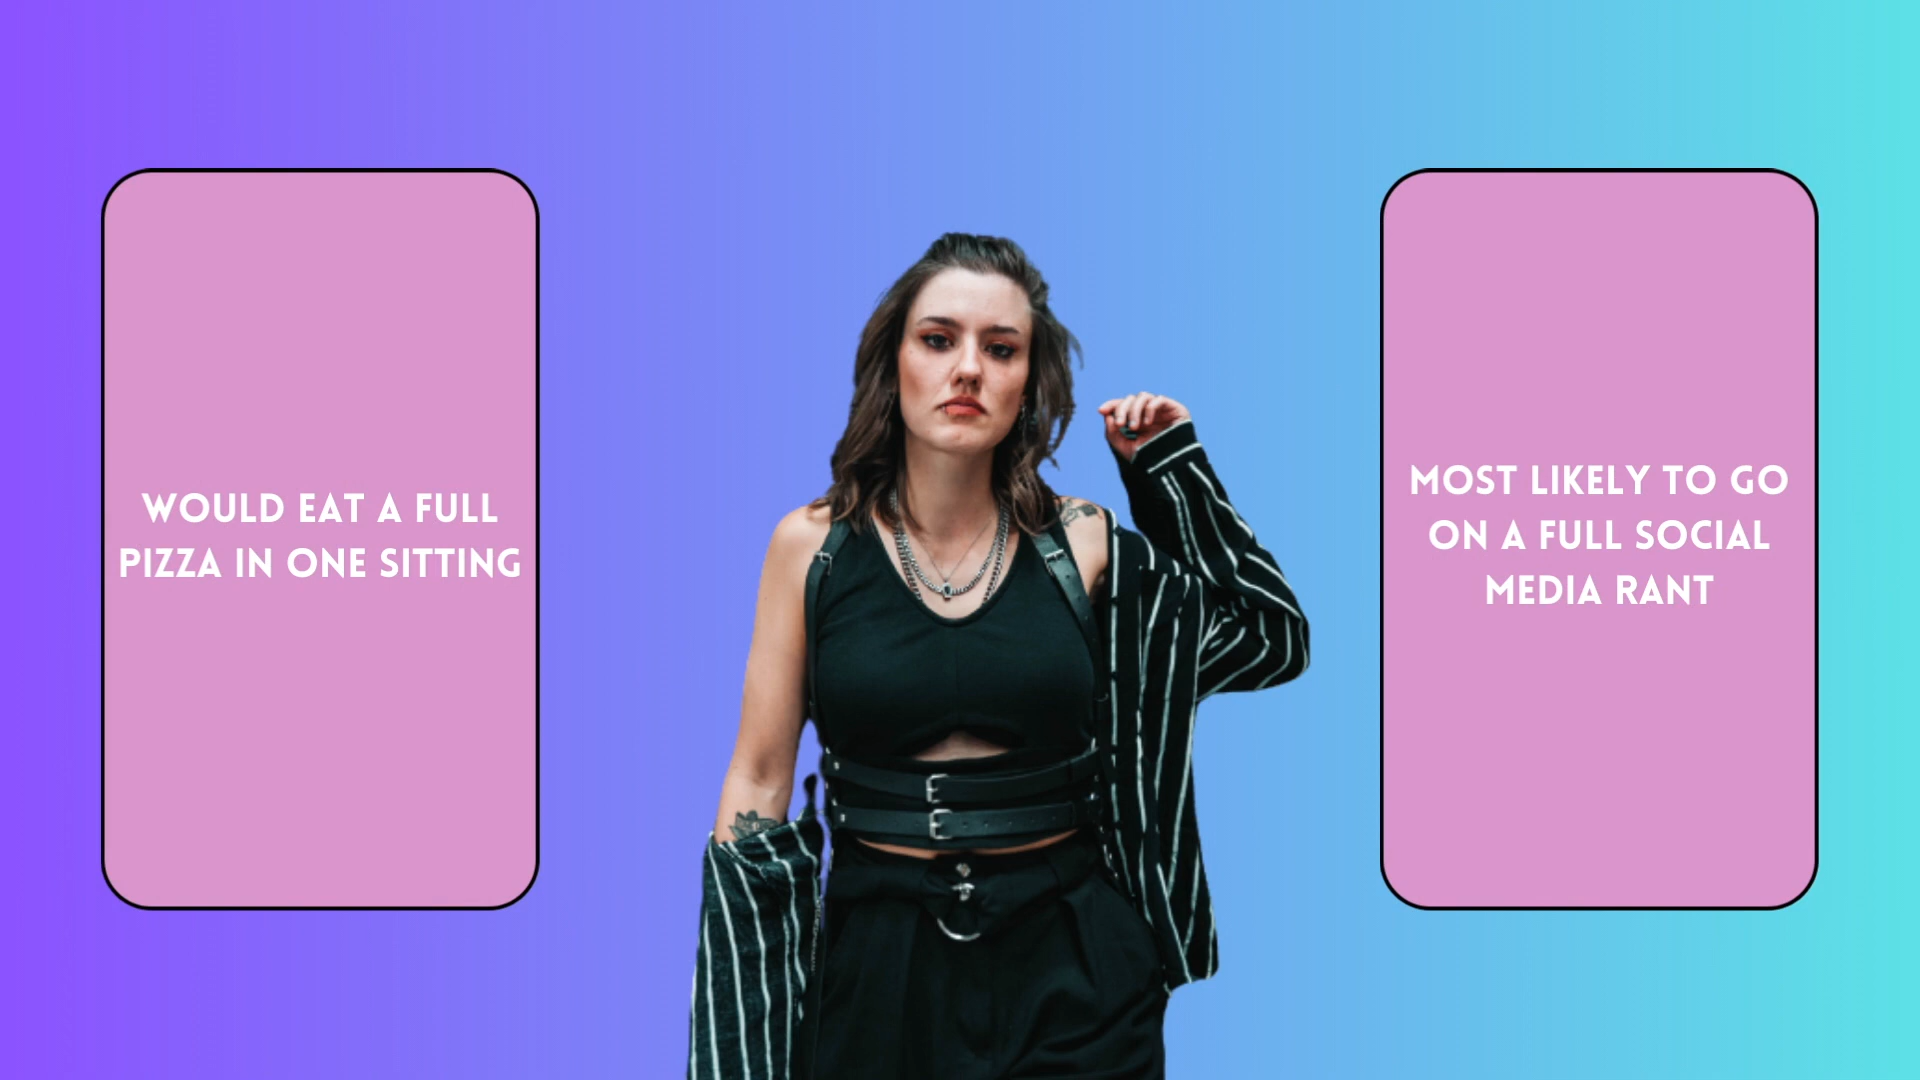 WOULD EAT A FULL
PIZZA IN ONE SITTING
MOST LIKELY TO GO
ON A FULL SOCIAL
MEDIA RANT